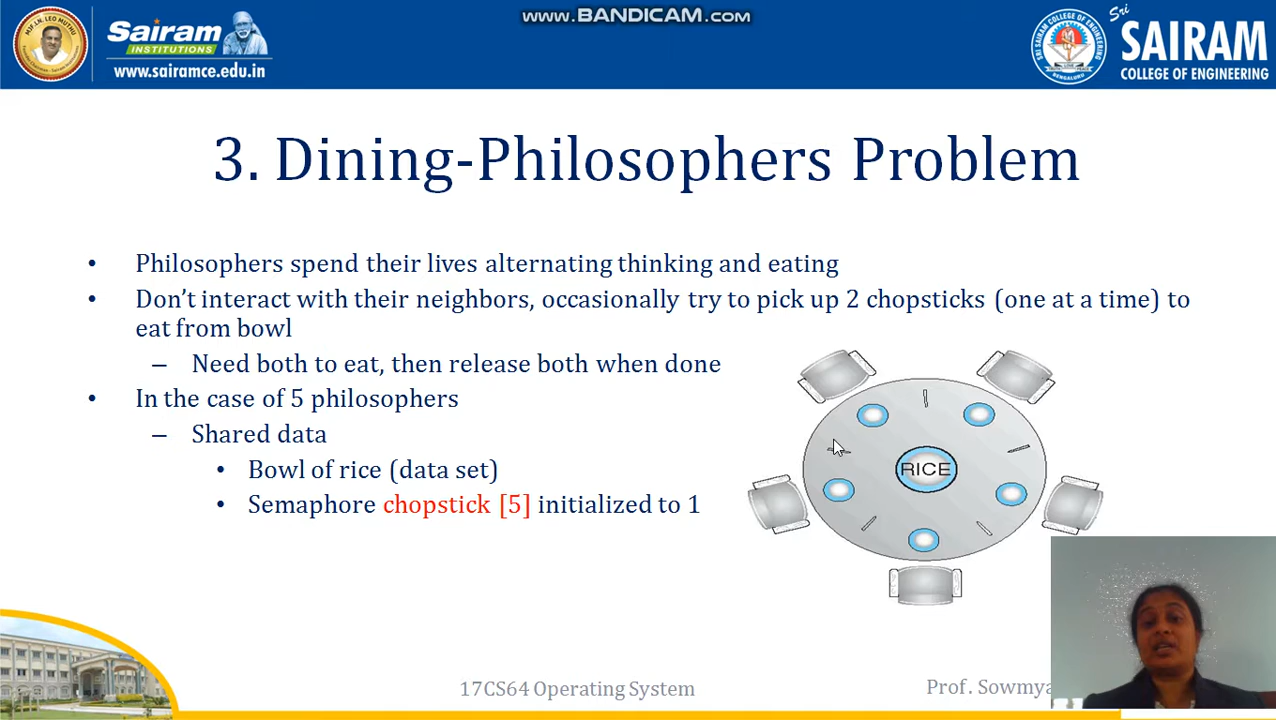 www.BANDICAM.com
Sri
MJF. LN. LEO MUTHU
Sairam
INSTITUTIONS
www.sairamce.edu.in
SAIRAM
COLLEGE OF ENGINEERING
3. Dining-Philosophers Problem
• Philosophers spend their lives alternating thinking and eating
• Don't interact with their neighbors, occasionally try to pick up 2 chopsticks (one at a time) to
eat from bowl
– Need both to eat, then release both when done
• In the case of 5 philosophers
– Shared data
• Bowl of rice (data set)
• Semaphore chopstick [5] initialized to 1
RICE
17CS64 Operating System
Prof. Sowmya